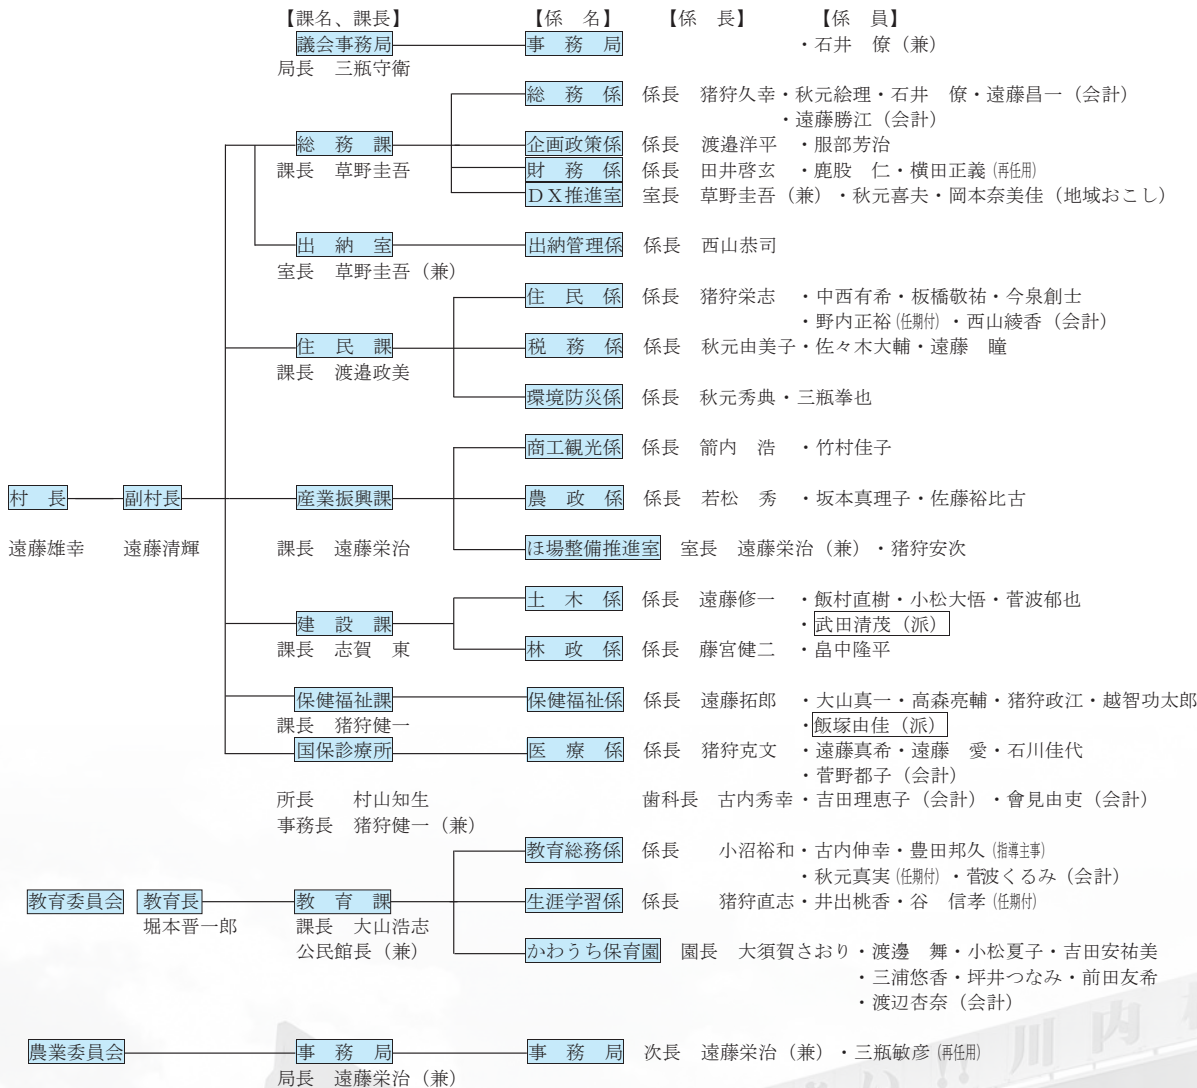 【課名、課長】 【係　名】 【係　長】 【係　員】
議会事務局 事　務　局 ・石井　僚（兼）
局長　三瓶守衛
総　務　係 係長　猪狩久幸・秋元絵理・石井　僚・遠藤昌一（会計）
・遠藤勝江（会計）
総　務　課 企画政策係 係長　渡邉洋平　・服部芳治
課長　草野圭吾 財　務　係 係長　田井啓玄　・鹿股　仁・横田正義（再任用）
ＤＸ推進室 室長　草野圭吾（兼）・秋元喜夫・岡本奈美佳（地域おこし）
出　納　室 出納管理係 係長　西山恭司
室長　草野圭吾（兼）
住　民　係 係長　猪狩栄志　・中西有希・板橋敬祐・今泉創士
・野内正裕（任期付）・西山綾香（会計）
住　民　課 税　務　係 係長　秋元由美子・佐々木大輔・遠藤　瞳
課長　渡邉政美
環境防災係 係長　秋元秀典・三瓶拳也
商工観光係 係長　箭内　浩　・竹村佳子
村　長 副村長 産業振興課 農　政　係 係長　若松　秀　・坂本真理子・佐藤裕比古
遠藤雄幸 遠藤清輝 課長　遠藤栄治 ほ場整備推進室 室長　遠藤栄治（兼）・猪狩安次
土　木　係 係長　遠藤修一　・飯村直樹・小松大悟・菅波郁也
建　設　課 ・武田清茂（派）
課長　志賀　東 林　政　係 係長　藤宮健二　・畠中隆平
保健福祉課 保健福祉係 係長　遠藤拓郎　・大山真一・高森亮輔・猪狩政江・越智功太郎
課長　猪狩健一 ・飯塚由佳（派）
国保診療所 医　療　係 係長　猪狩克文　・遠藤真希・遠藤　愛・石川佳代
・菅野都子（会計）
所長　　村山知生 歯科長　古内秀幸・吉田理恵子（会計）・會見由吏（会計）
事務長　猪狩健一（兼）
教育総務係 係長　　小沼裕和・古内伸幸・豊田邦久（指導主事）
・秋元真実（任期付）・菅波くるみ（会計）
教育委員会 教育長 教　育　課 生涯学習係 係長　　猪狩直志・井出桃香・谷　信孝（任期付）
堀本晋一郎 課長　大山浩志
公民館長（兼） かわうち保育園 園長　大須賀さおり・渡邊　舞・小松夏子・吉田安祐美
・三浦悠香・坪井つなみ・前田友希
・渡辺杏奈（会計）
農業委員会 事　務　局 事　務　局 次長　遠藤栄治（兼）・三瓶敏彦（再任用）
局長　遠藤栄治（兼）
川内